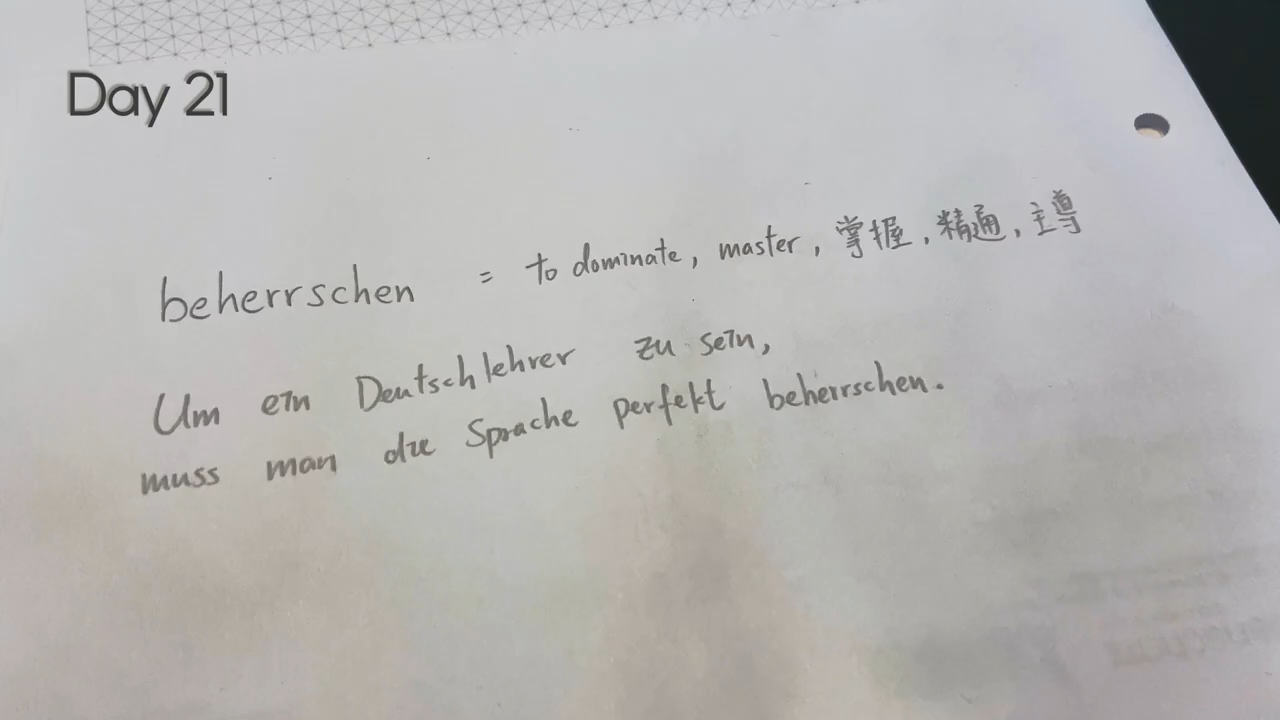 Day 21
beherrschen = to dominate, master, 掌握, 精通, 主导
Um ein Deutschlehrer zu sein,
muss man die Sprache perfekt beherrschen.